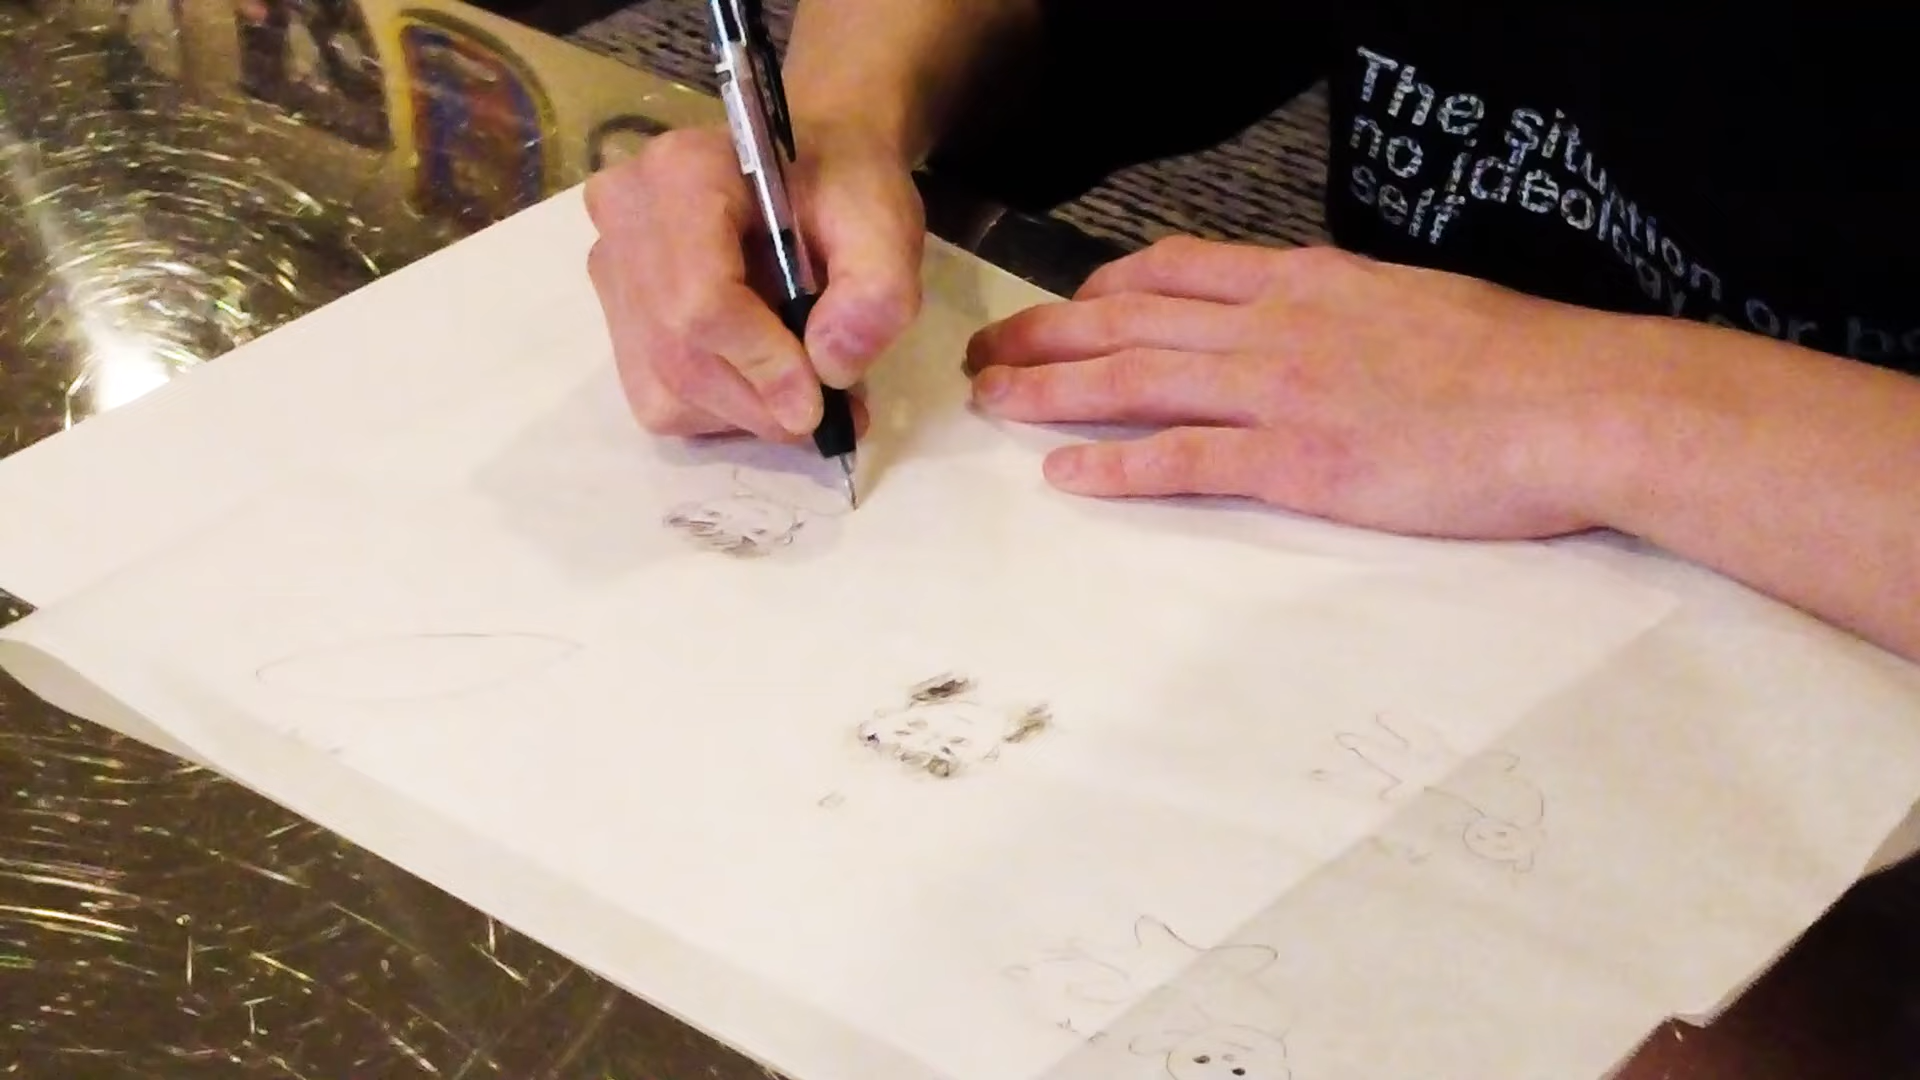 The situation or
no ideology
self